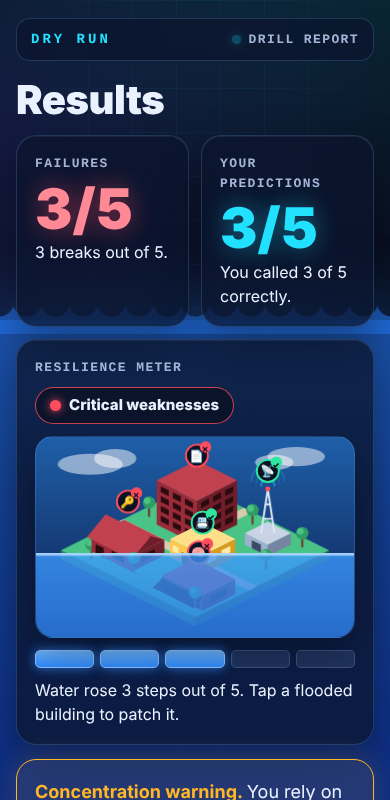 DRY RUN
DRILL REPORT
Results
FAILURES
3/5
3 breaks out of 5.
YOUR
PREDICTIONS
3/5
You called 3 of 5
correctly.
RESILIENCE METER
Critical weaknesses
Water rose 3 steps out of 5. Tap a flooded
building to patch it.
Concentration warning. You rely on